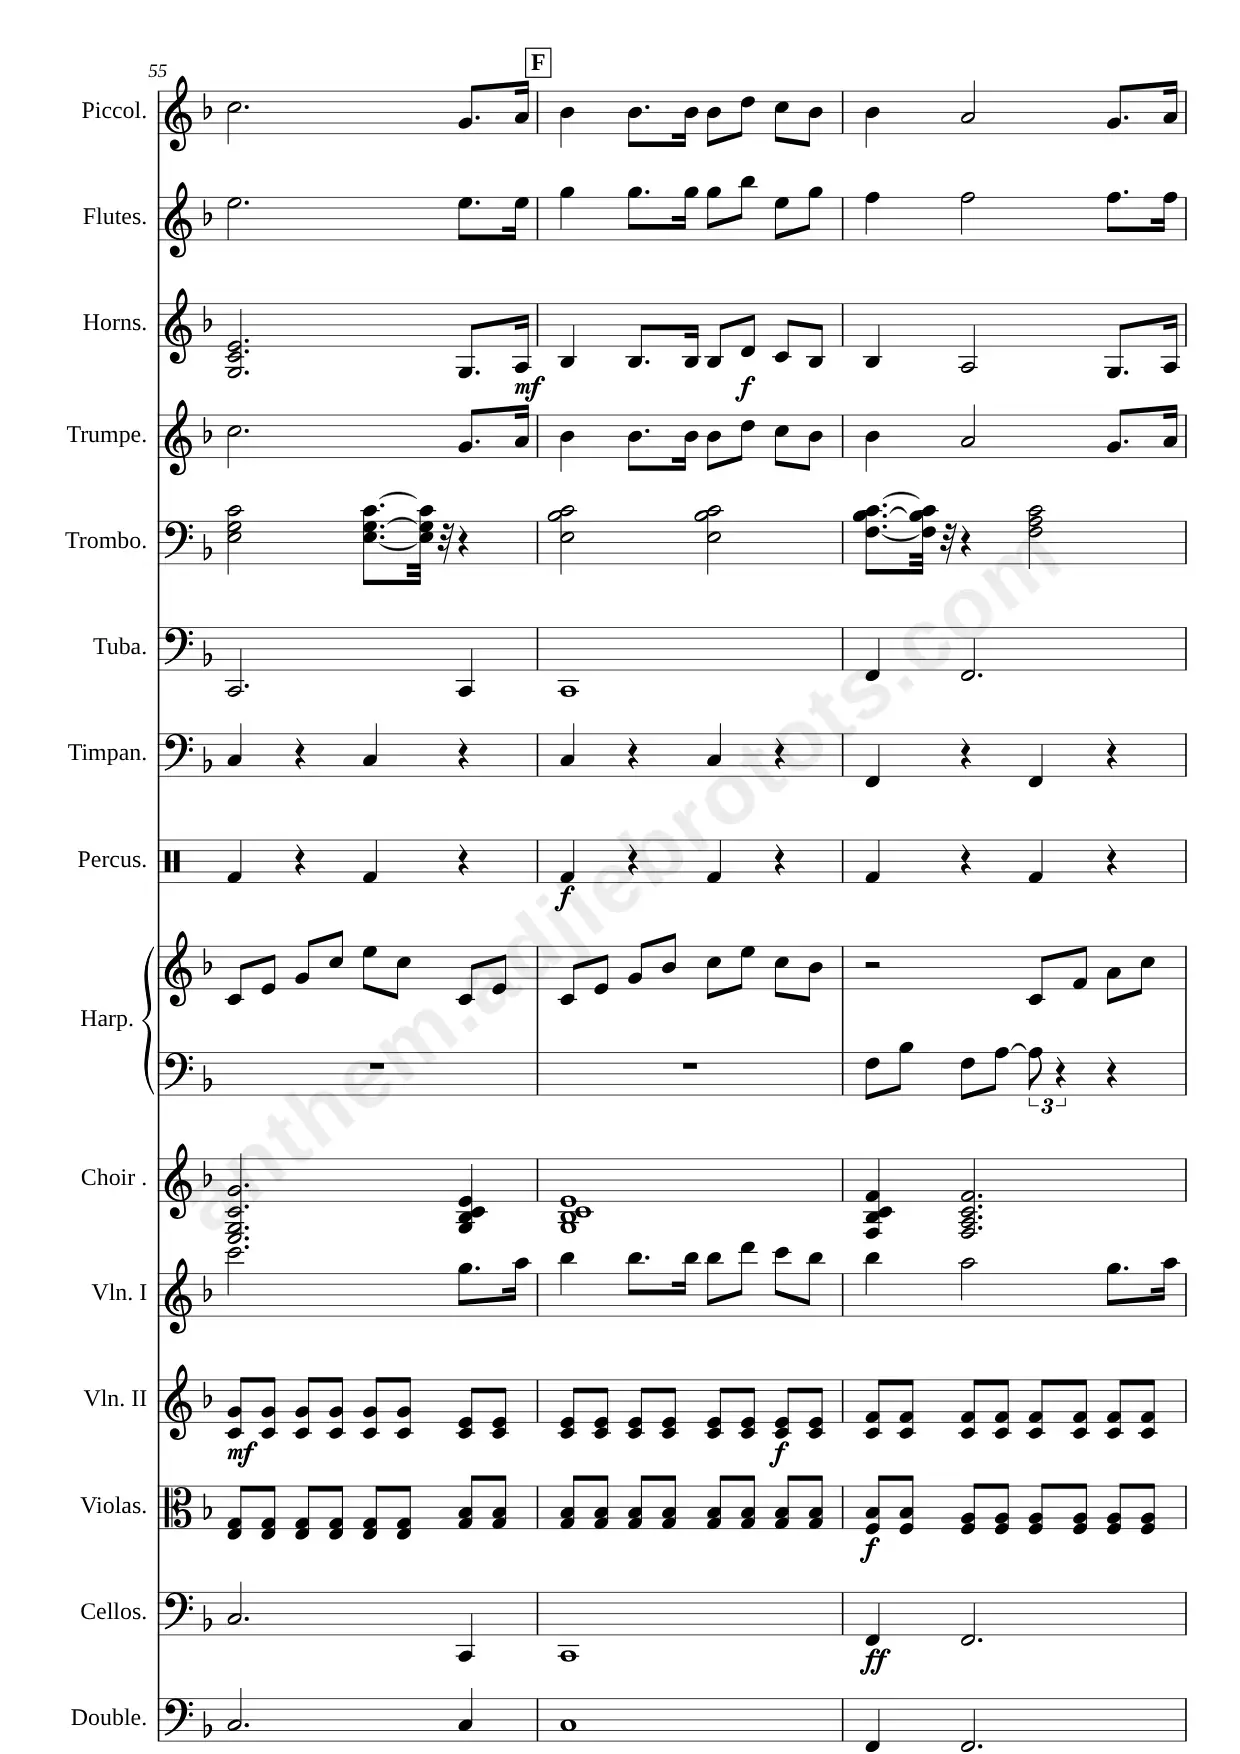 55
F
Piccol.
Flutes.
Horns.
mf f
Trumpe.
Trombo.
Tuba.
Timpan.
Percus.
f
Harp.
3
Choir .
Vln. I
Vln. II
mf f
Violas.
f
Cellos.
ff
Double.
anthem.adjiebrotots.com